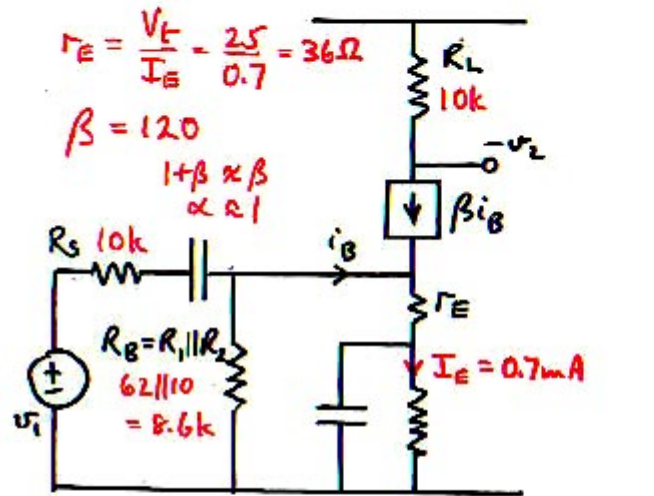 rE = Vt/IE = 25/0.7 = 36Ω
β = 120
1+β ≈ β
α ≈ 1
RL
10k
-v2
βiB
Rs 10k
iB
rE
RB=R1||R2
62||10
= 8.6k
IE = 0.7mA
+
-
v1